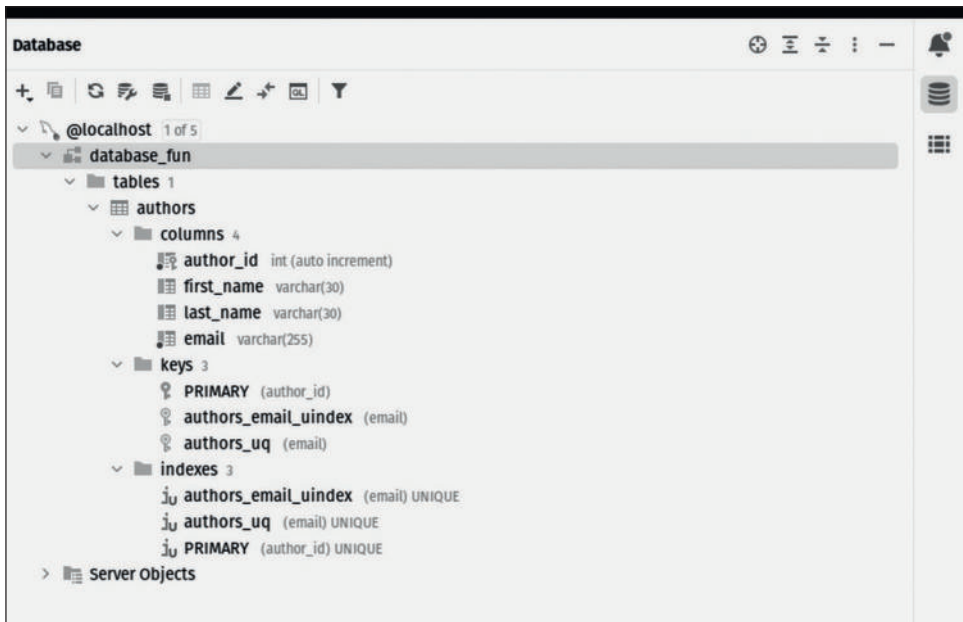 Database
@localhost 1 of 5
database_fun
tables 1
authors
columns 4
author_id int (auto increment)
first_name varchar(30)
last_name varchar(30)
email varchar(255)
keys 3
PRIMARY (author_id)
authors_email_uindex (email)
authors_uq (email)
indexes 3
authors_email_uindex (email) UNIQUE
authors_uq (email) UNIQUE
PRIMARY (author_id) UNIQUE
Server Objects